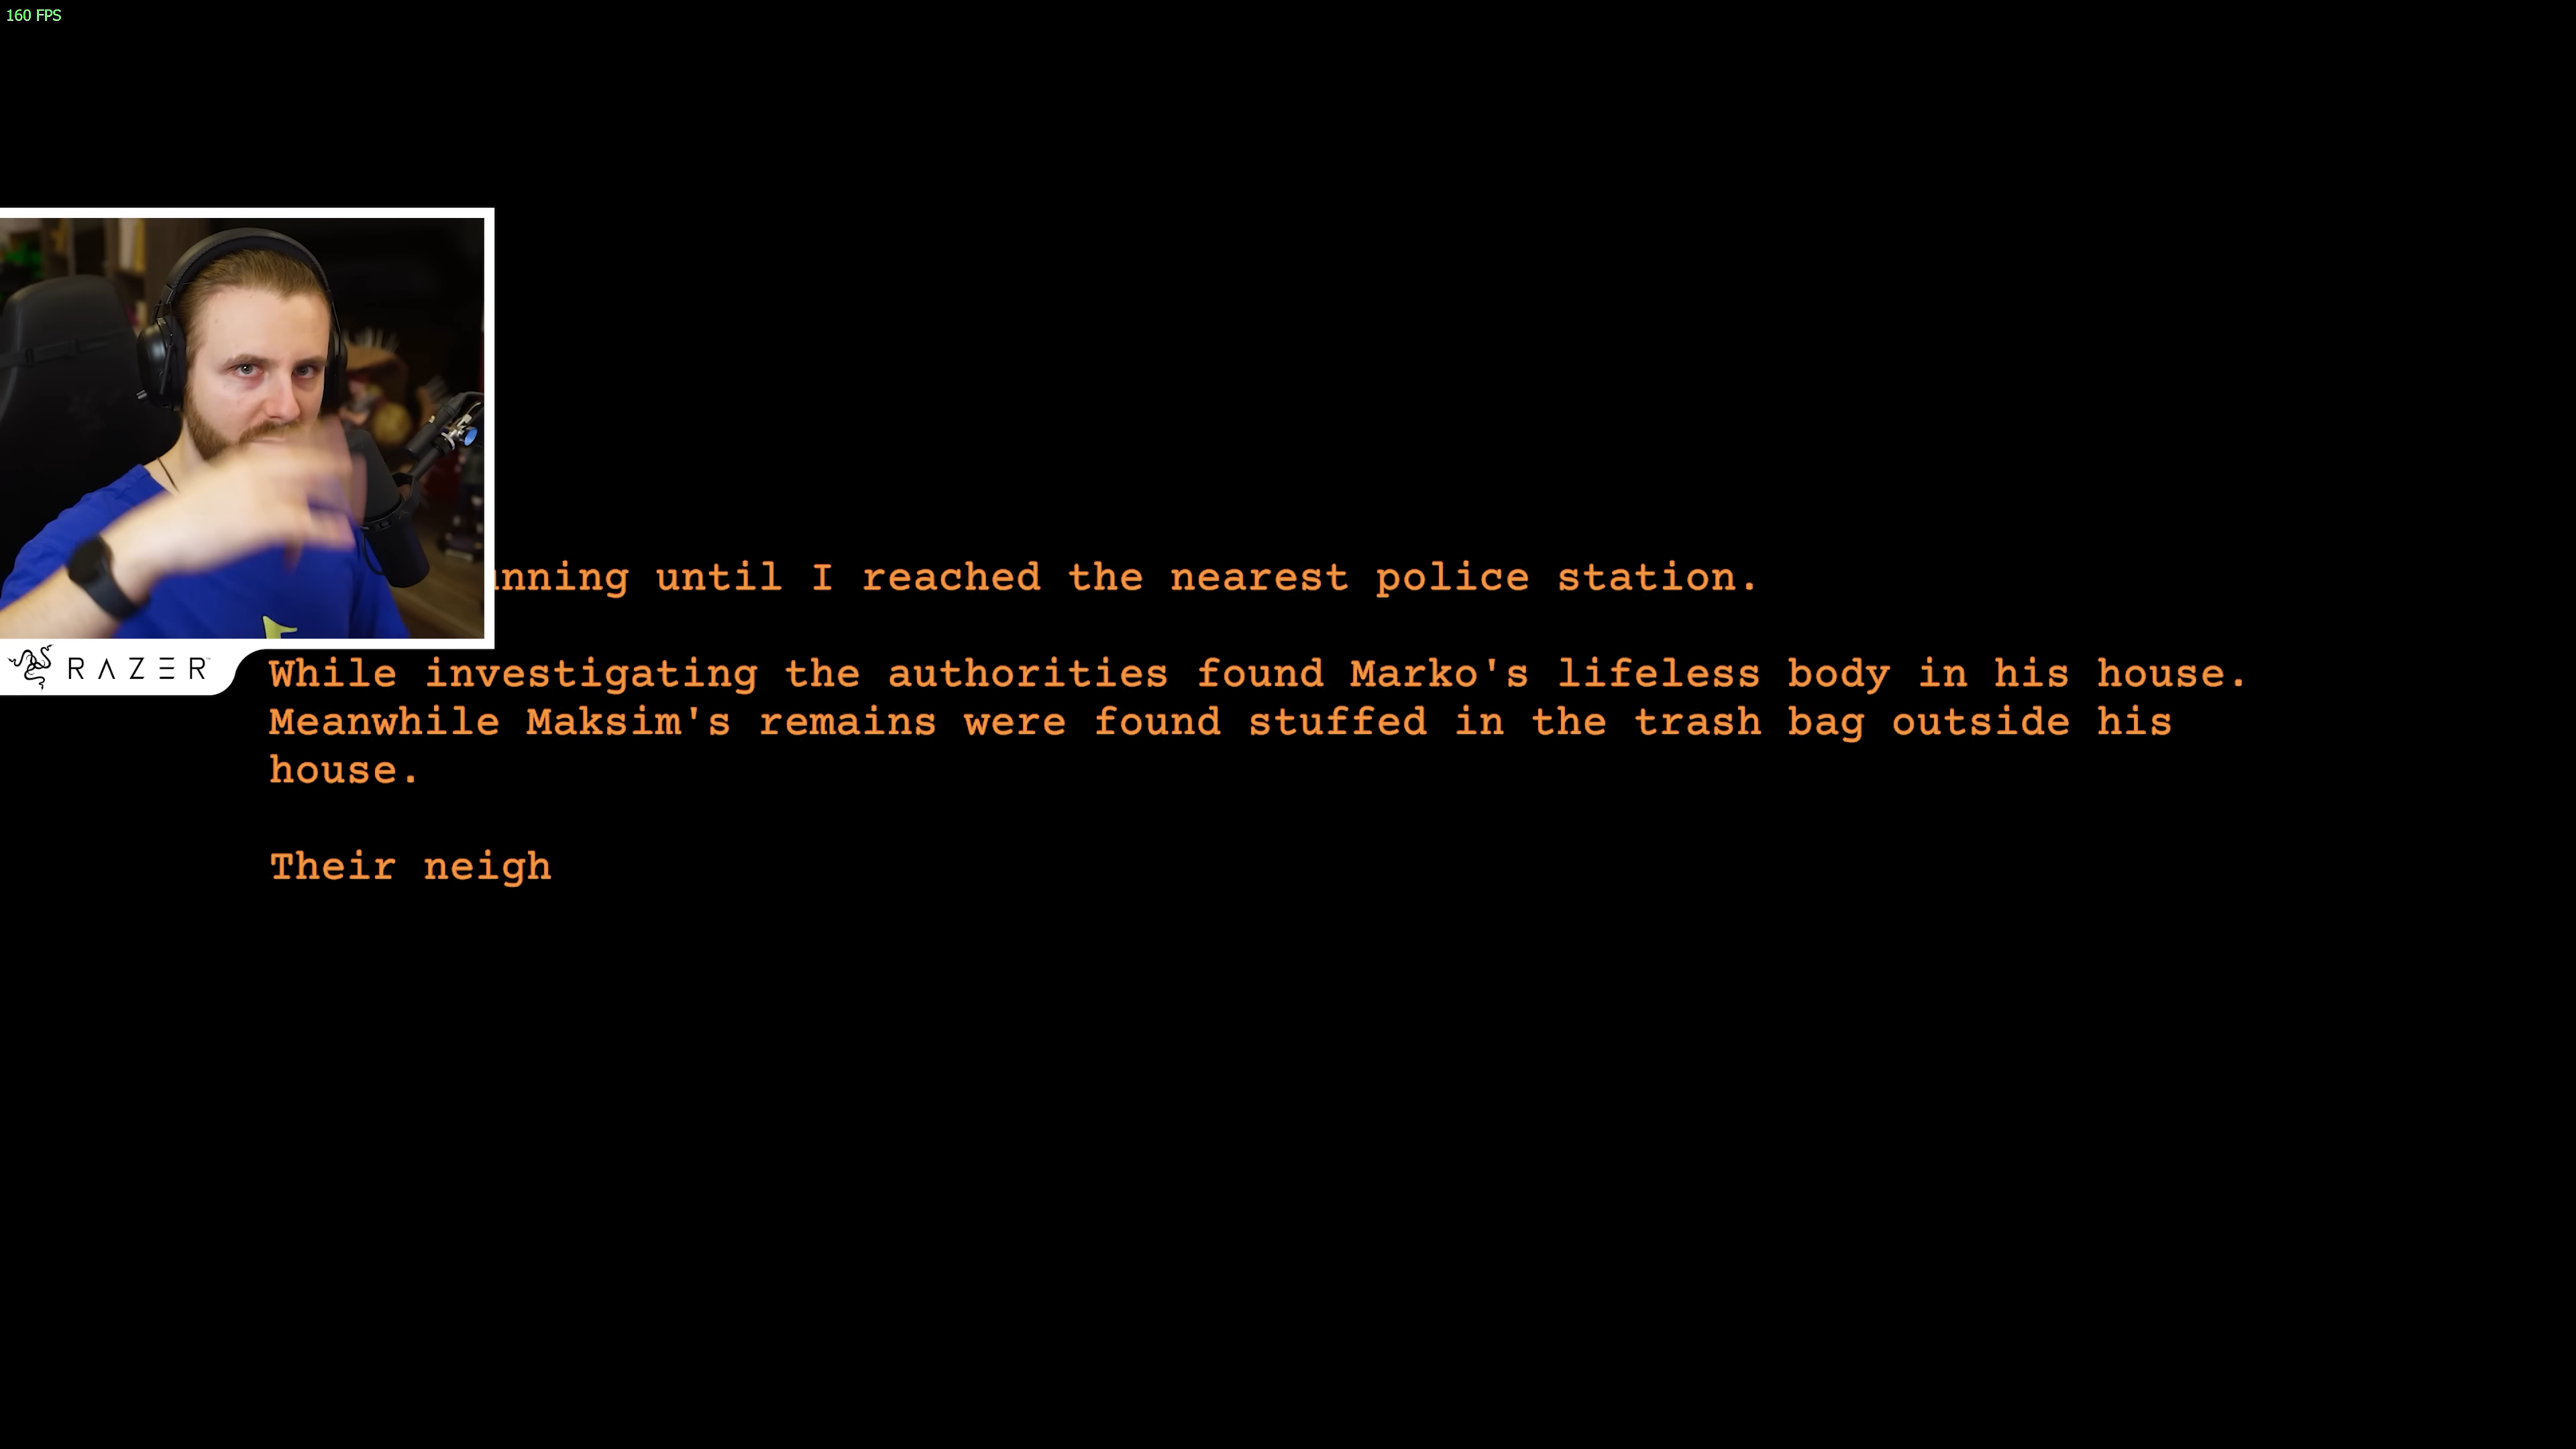 160 FPS
unning until I reached the nearest police station.
RAZER
While investigating the authorities found Marko's lifeless body in his house.
Meanwhile Maksim's remains were found stuffed in the trash bag outside his
house.
Their neigh